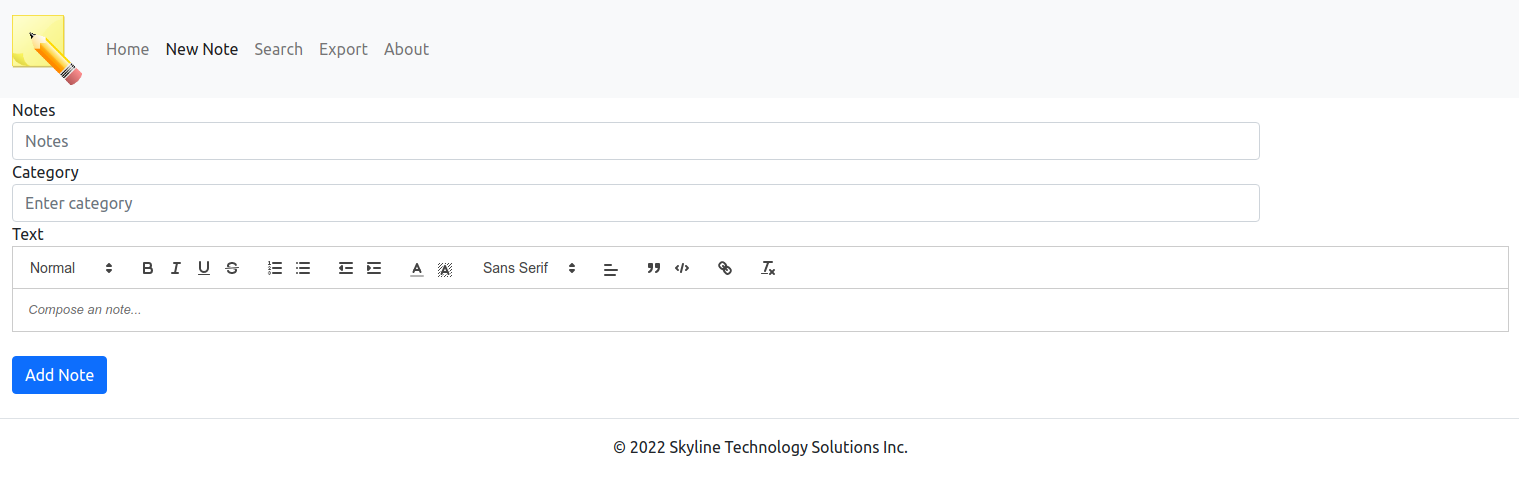 Home New Note Search Export About
Notes
Notes
Category
Enter category
Text
Normal B I U S A A Sans Serif
Compose an note...
Add Note
© 2022 Skyline Technology Solutions Inc.